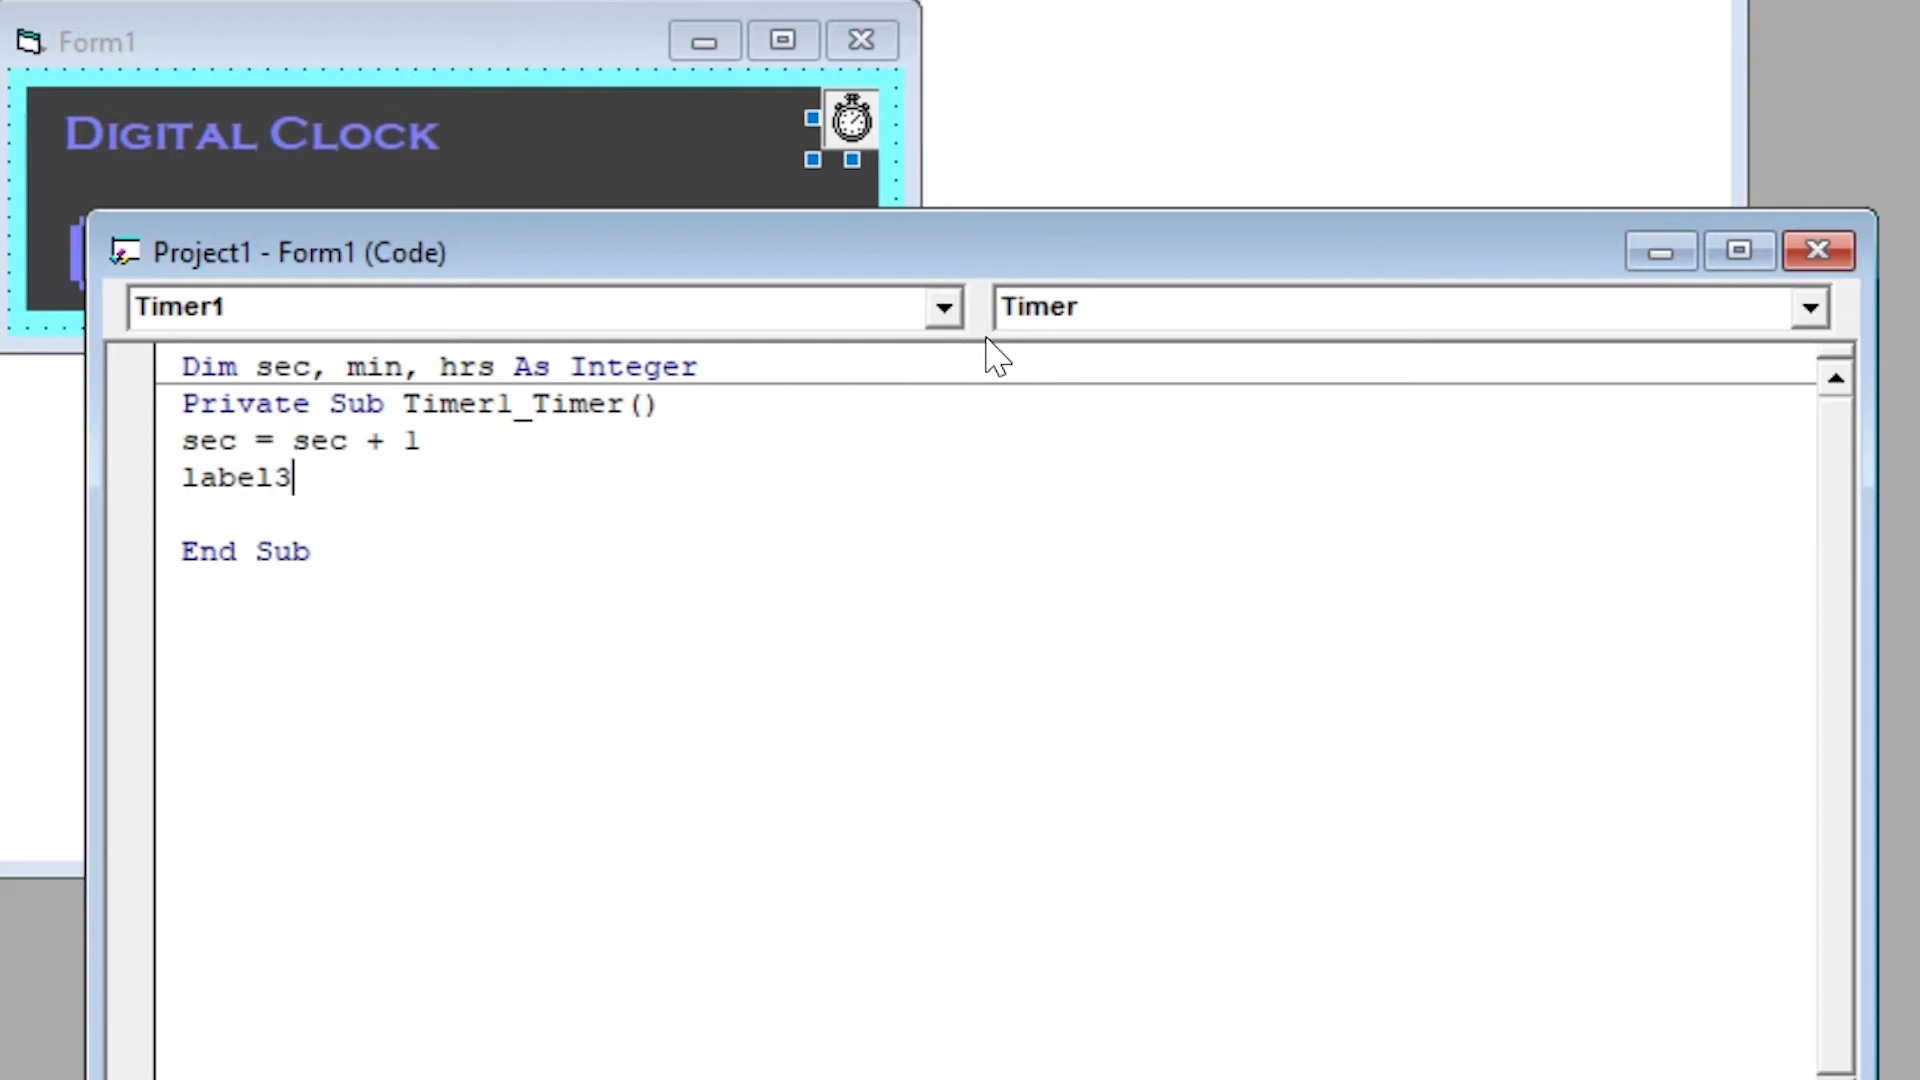 Form1
Digital Clock
Project1 - Form1 (Code)
Timer1
Timer
Dim sec, min, hrs As Integer
Private Sub Timer1_Timer()
sec = sec + 1
label3
End Sub